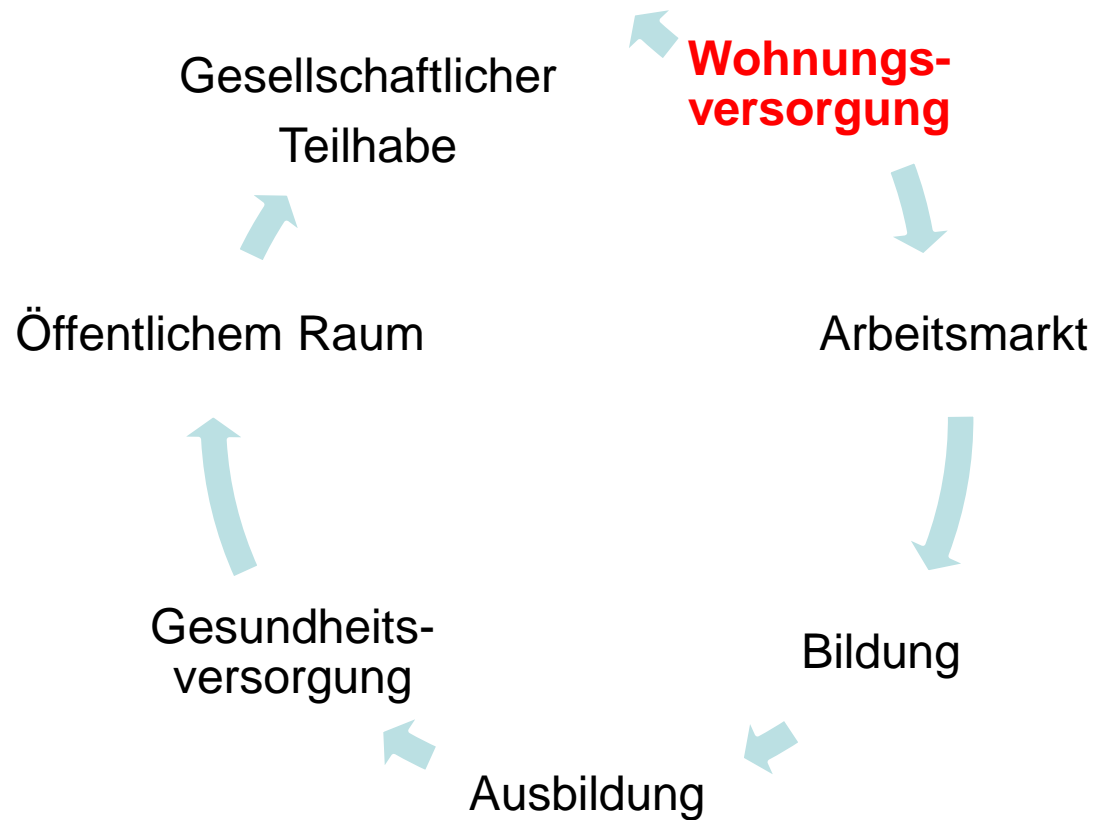 Gesellschaftlicher
Teilhabe
Wohnungs-
versorgung
Öffentlichem Raum
Arbeitsmarkt
Gesundheits-
versorgung
Bildung
Ausbildung